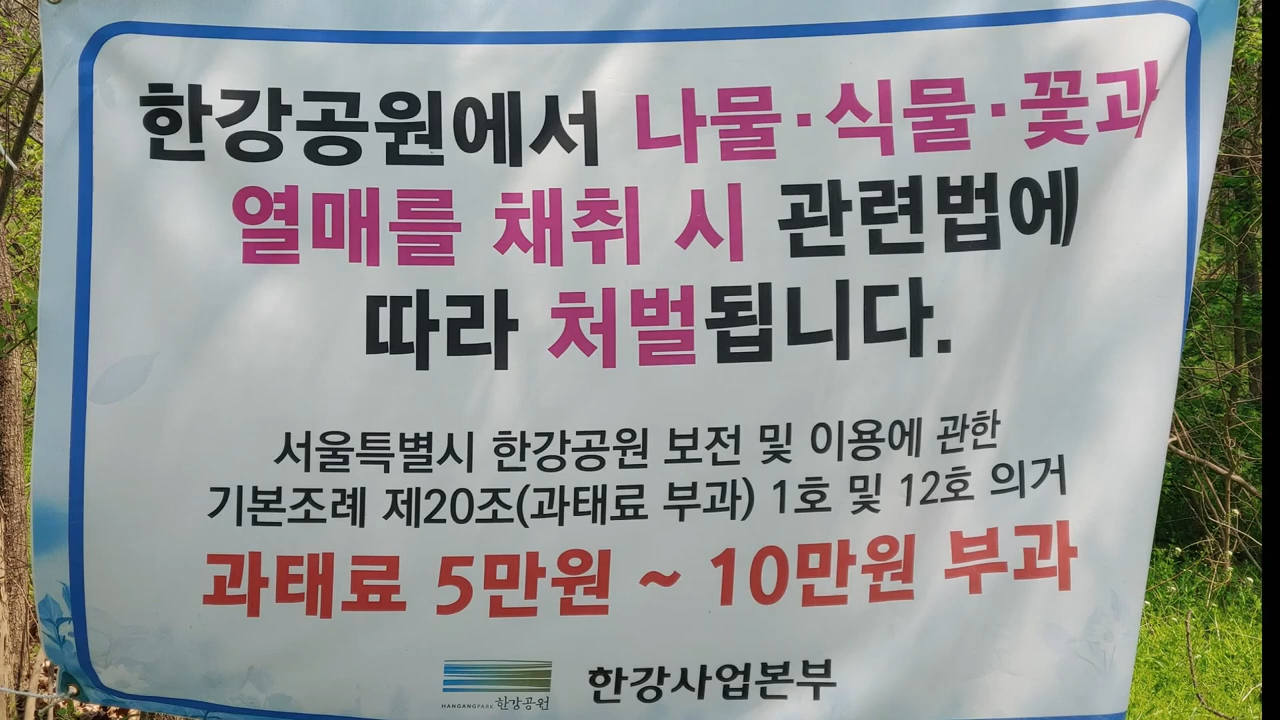 한강공원에서 나물·식물·꽃과
열매를 채취 시 관련법에
따라 처벌됩니다.
서울특별시 한강공원 보전 및 이용에 관한
기본조례 제20조(과태료 부과) 1호 및 12호 의거
과태료 5만원 ~ 10만원 부과
HANGANGPARK 한강공원 한강사업본부